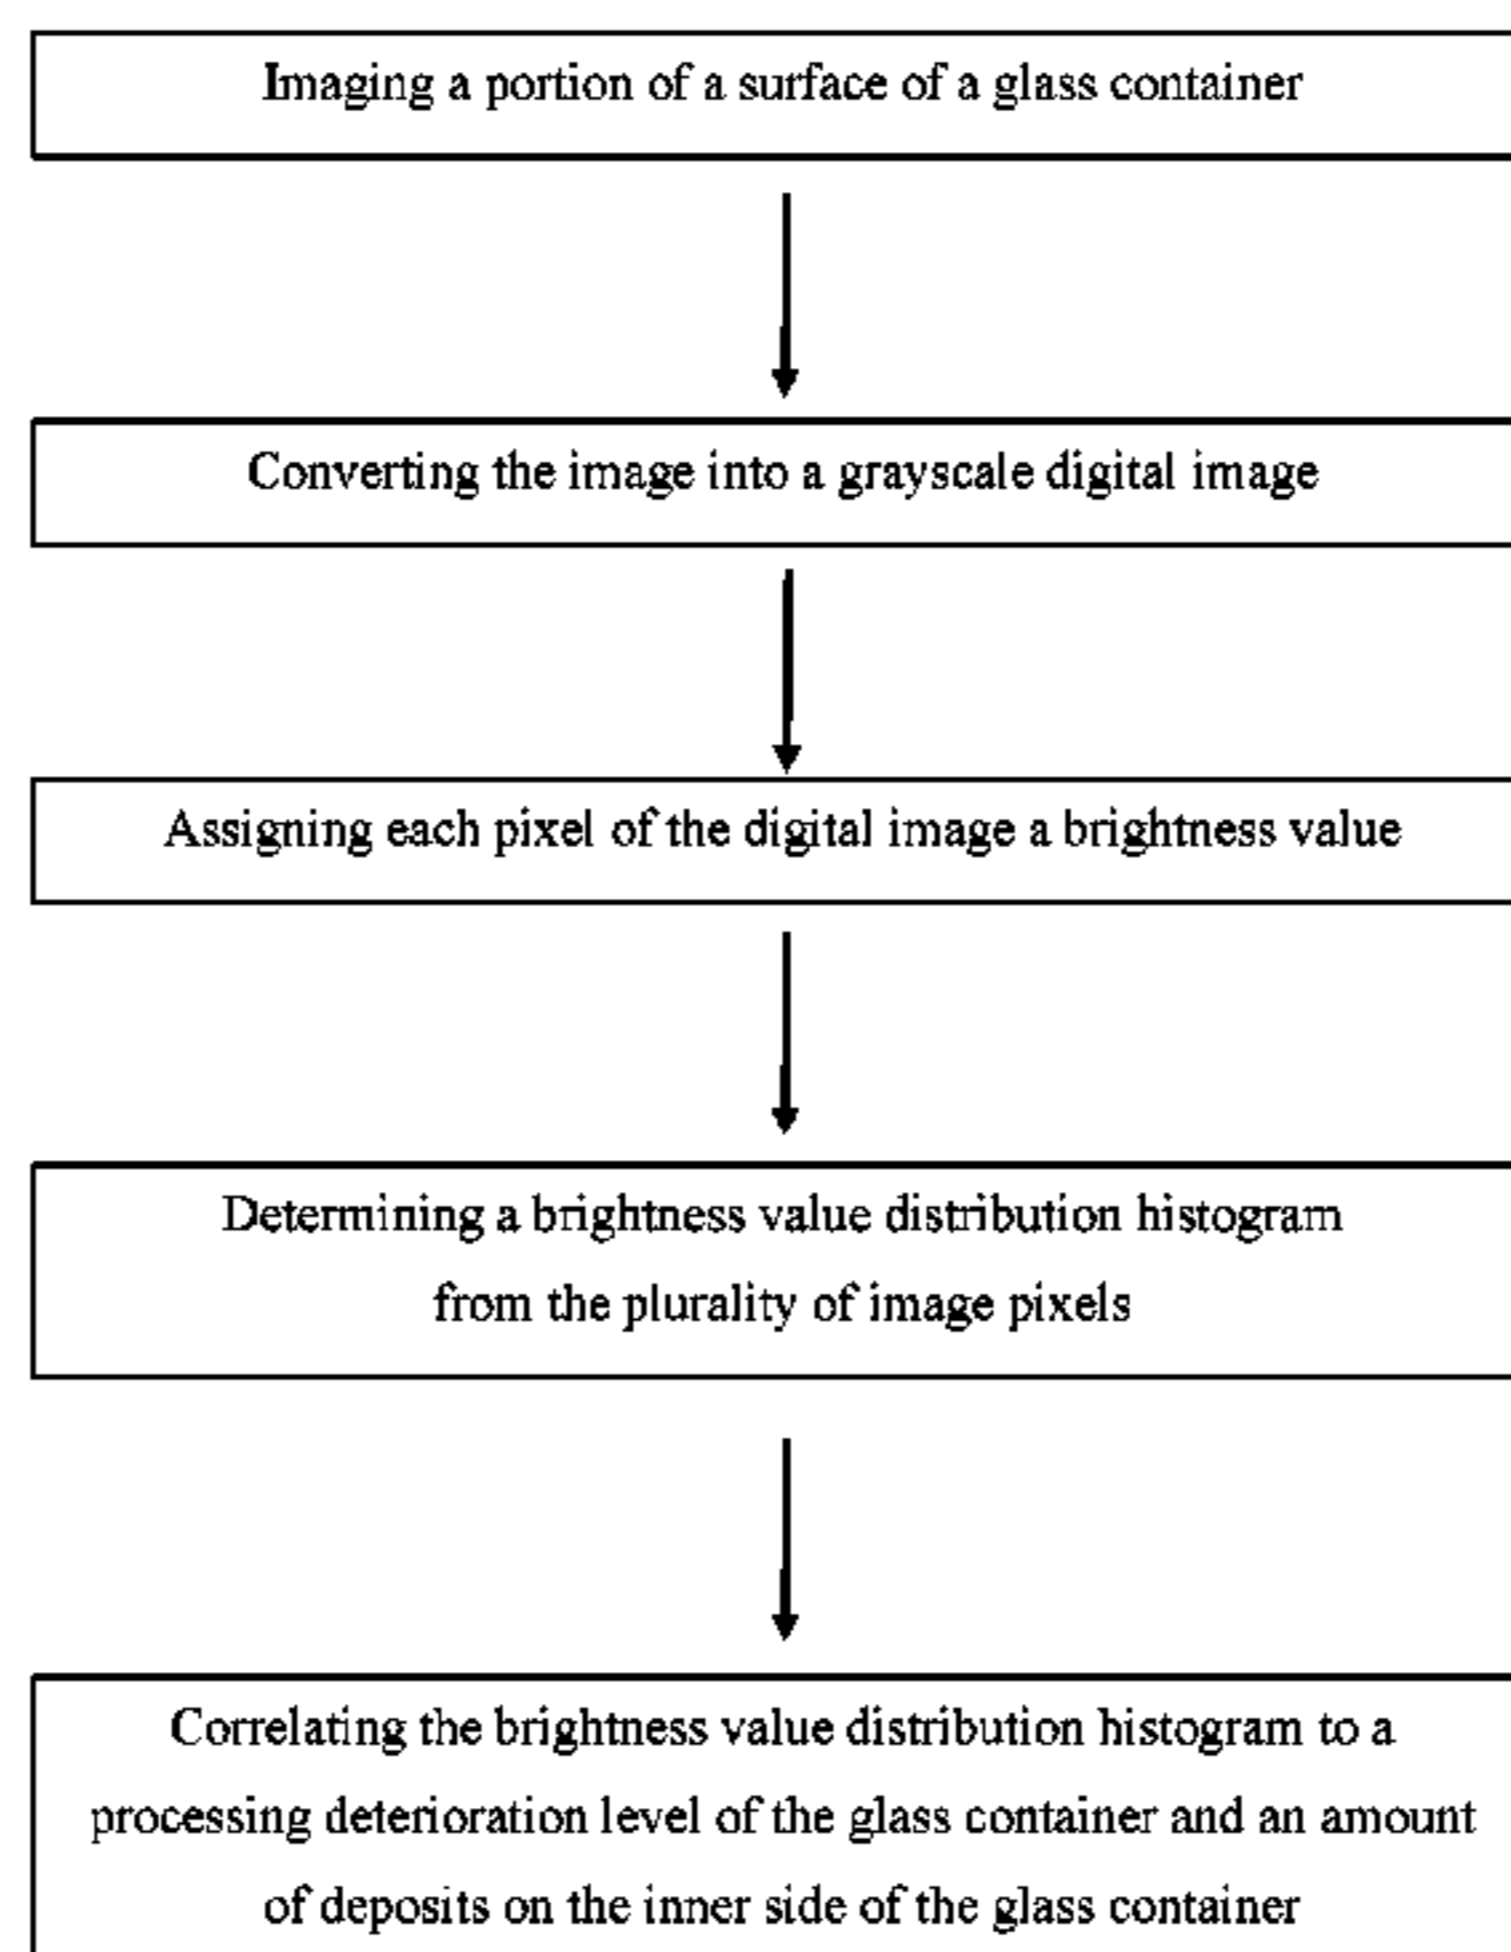 Imaging a portion of a surface of a glass container
Converting the image into a grayscale digital image
Assigning each pixel of the digital image a brightness value
Determining a brightness value distribution histogram
from the plurality of image pixels
Correlating the brightness value distribution histogram to a
processing deterioration level of the glass container and an amount
of deposits on the inner side of the glass container